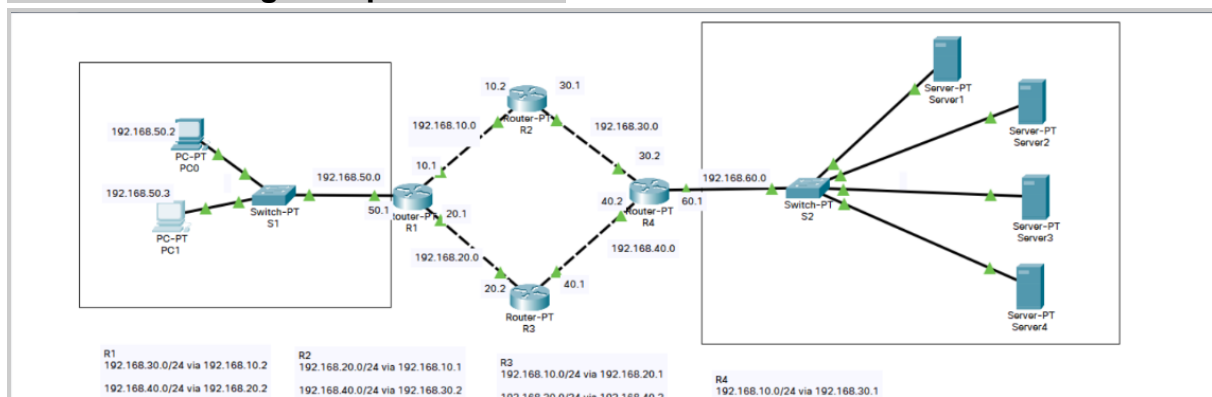 10.2
30.1
Router-PT
R2
192.168.50.2
192.168.10.0
192.168.30.0
PC-PT
PC0
10.1
30.2
192.168.50.3
192.168.50.0
192.168.60.0
Switch-PT
S1
50.1
Router-PT
R1
20.1
40.2
Router-PT
R4
60.1
Switch-PT
S2
PC-PT
PC1
192.168.20.0
192.168.40.0
20.2
40.1
Router-PT
R3
Server-PT
Server1
Server-PT
Server2
Server-PT
Server3
Server-PT
Server4
R1
192.168.30.0/24 via 192.168.10.2
192.168.40.0/24 via 192.168.20.2
R2
192.168.20.0/24 via 192.168.10.1
192.168.40.0/24 via 192.168.30.2
R3
192.168.10.0/24 via 192.168.20.1
R4
192.168.10.0/24 via 192.168.30.1